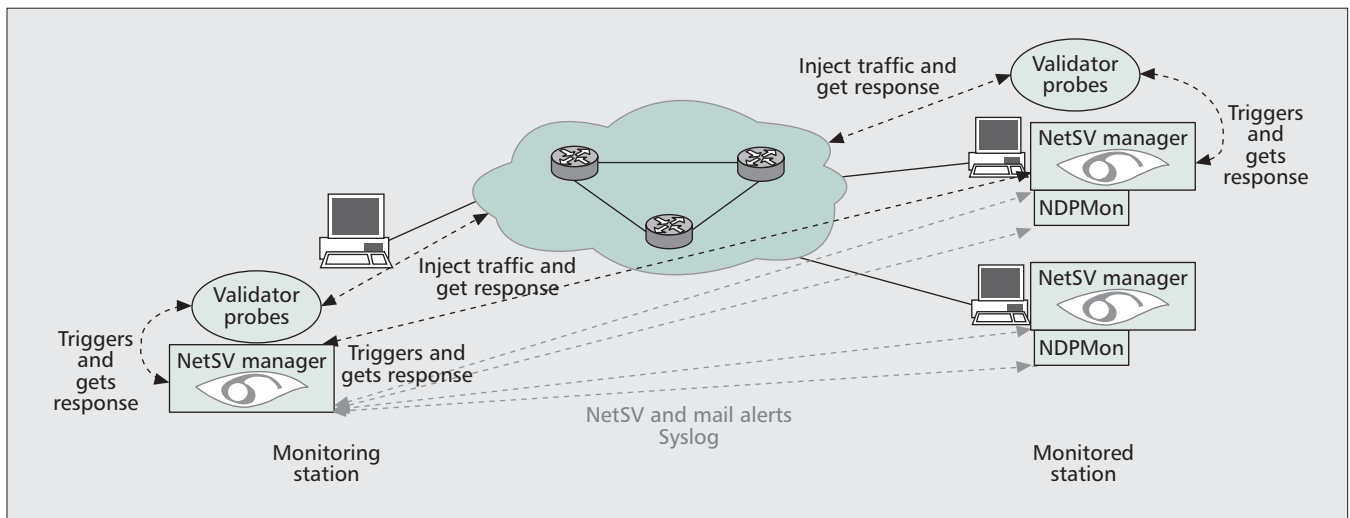 Inject traffic and
get response
Validator
probes
Triggers
and
gets
response
NetSV manager
NDPMon
Inject traffic and
get response
Validator
probes
Triggers
and
gets
response
NetSV manager
Triggers and
gets response
NetSV manager
NDPMon
NetSV and mail alerts
Syslog
Monitoring
station
Monitored
station